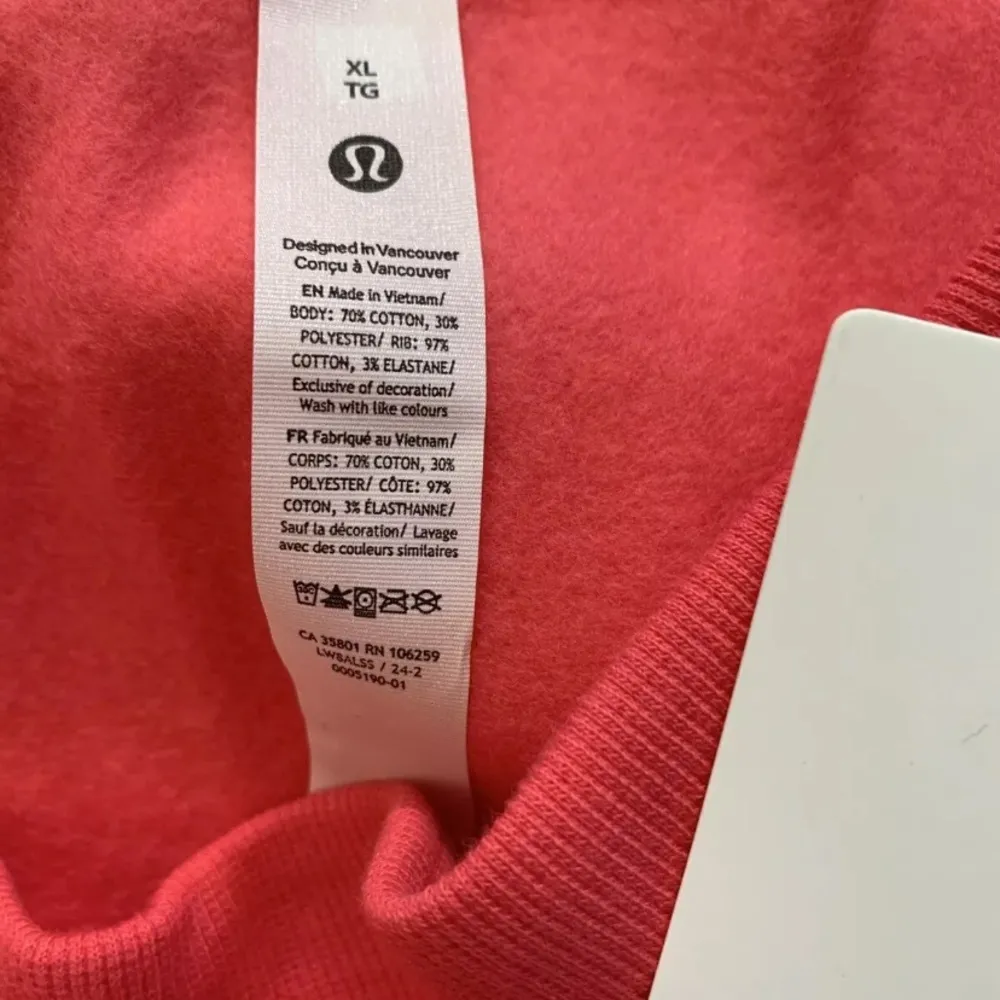 XL
TG
Designed in Vancouver
Conçu à Vancouver
EN Made in Vietnam/
BODY: 70% COTTON, 30%
POLYESTER/ RIB: 97%
COTTON, 3% ELASTANE/
Exclusive of decoration/
Wash with like colours
FR Fabriqué au Vietnam/
CORPS: 70% COTON, 30%
POLYESTER/ CÔTE: 97%
COTON, 3% ÉLASTHANNE/
Sauf la décoration/ Lavage
avec des couleurs similaires
CA 35801 RN 106259
LW8ALSS / 24-2
0005190-01